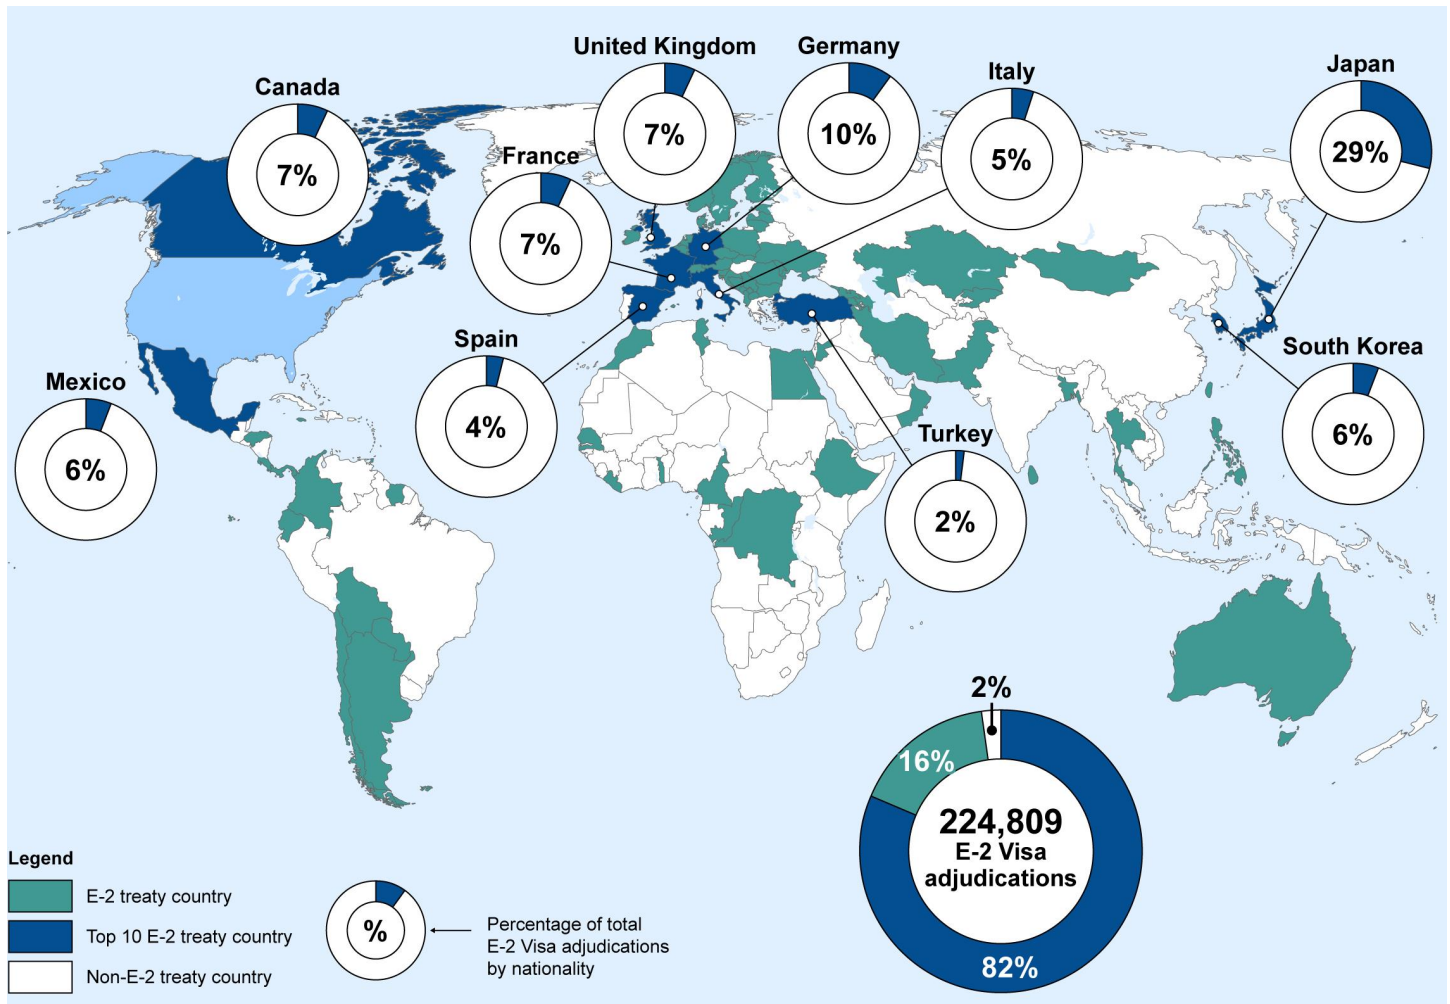 United Kingdom
7%
Germany
10%
Italy
5%
Japan
29%
Canada
7%
France
7%
Spain
4%
Mexico
6%
Turkey
2%
South Korea
6%
2%
16%
224,809
E-2 Visa
adjudications
82%
Legend
E-2 treaty country
Top 10 E-2 treaty country
Non-E-2 treaty country
%
Percentage of total
E-2 Visa adjudications
by nationality